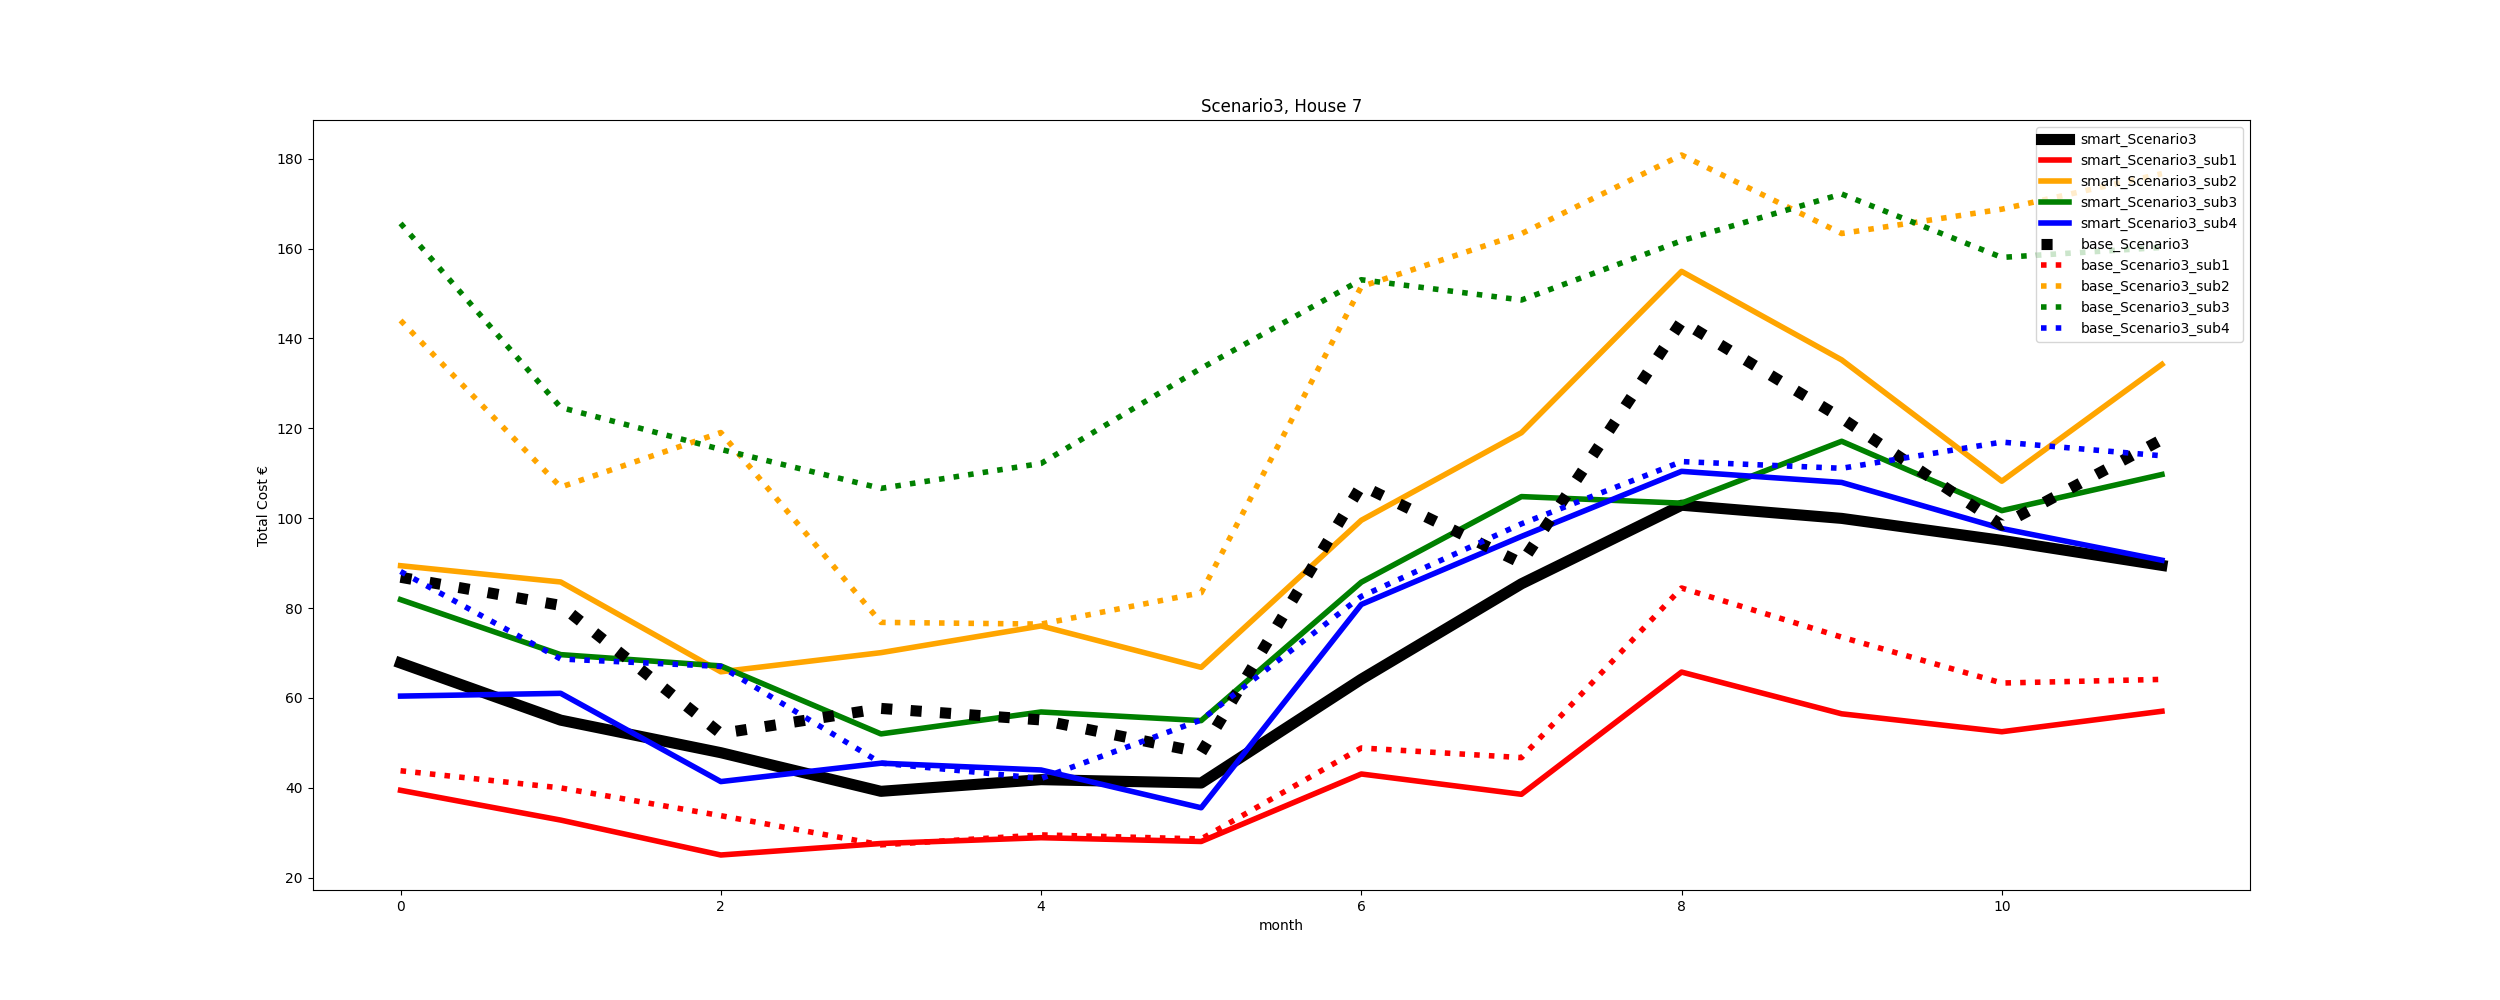 Scenario3, House 7
Total Cost €
180
160
140
120
100
80
60
40
20
0
2
4
6
8
10
month
smart_Scenario3
smart_Scenario3_sub1
smart_Scenario3_sub2
smart_Scenario3_sub3
smart_Scenario3_sub4
base_Scenario3
base_Scenario3_sub1
base_Scenario3_sub2
base_Scenario3_sub3
base_Scenario3_sub4